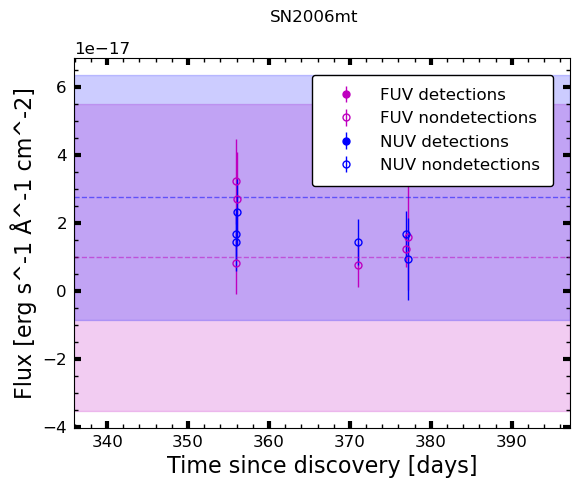 SN2006mt
1e−17
Flux [erg s^-1 Å^-1 cm^-2]
6
4
2
0
−2
−4
FUV detections
FUV nondetections
NUV detections
NUV nondetections
340 350 360 370 380 390
Time since discovery [days]